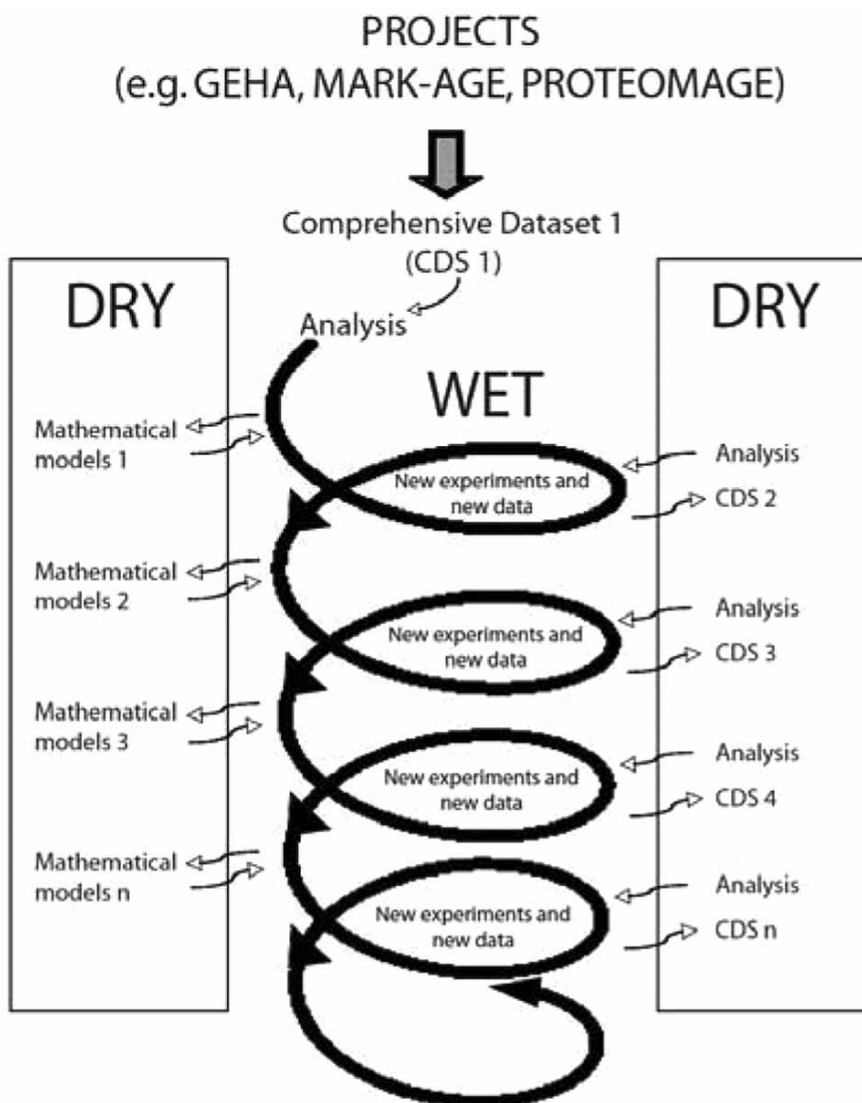 PROJECTS
(e.g. GEHA, MARK-AGE, PROTEOMAGE)
Comprehensive Dataset 1
(CDS 1)
Analysis
DRY
Mathematical
models 1
Mathematical
models 2
Mathematical
models 3
Mathematical
models n
WET
New experiments and
new data
New experiments and
new data
New experiments and
new data
New experiments and
new data
DRY
Analysis
CDS 2
Analysis
CDS 3
Analysis
CDS 4
Analysis
CDS n